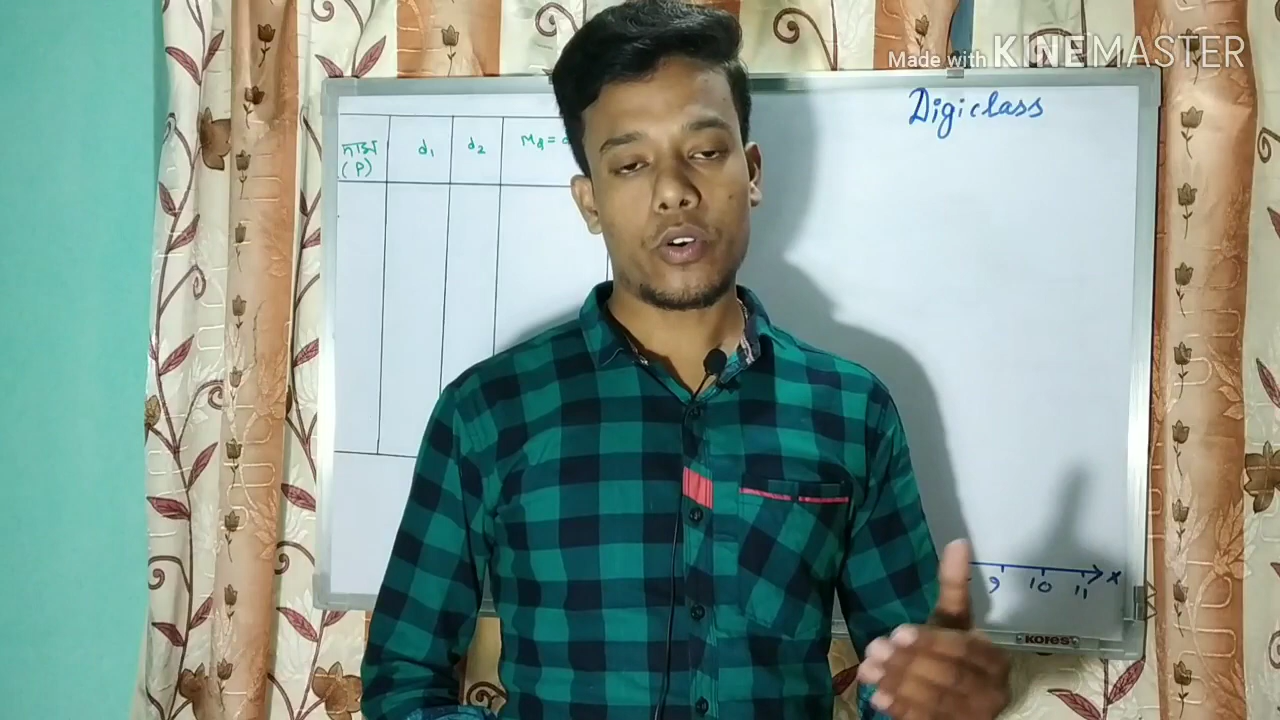 Made with KINEMASTER
Digiclass
দাম d₁ d₂
(P)
9 10 11 x
Kores